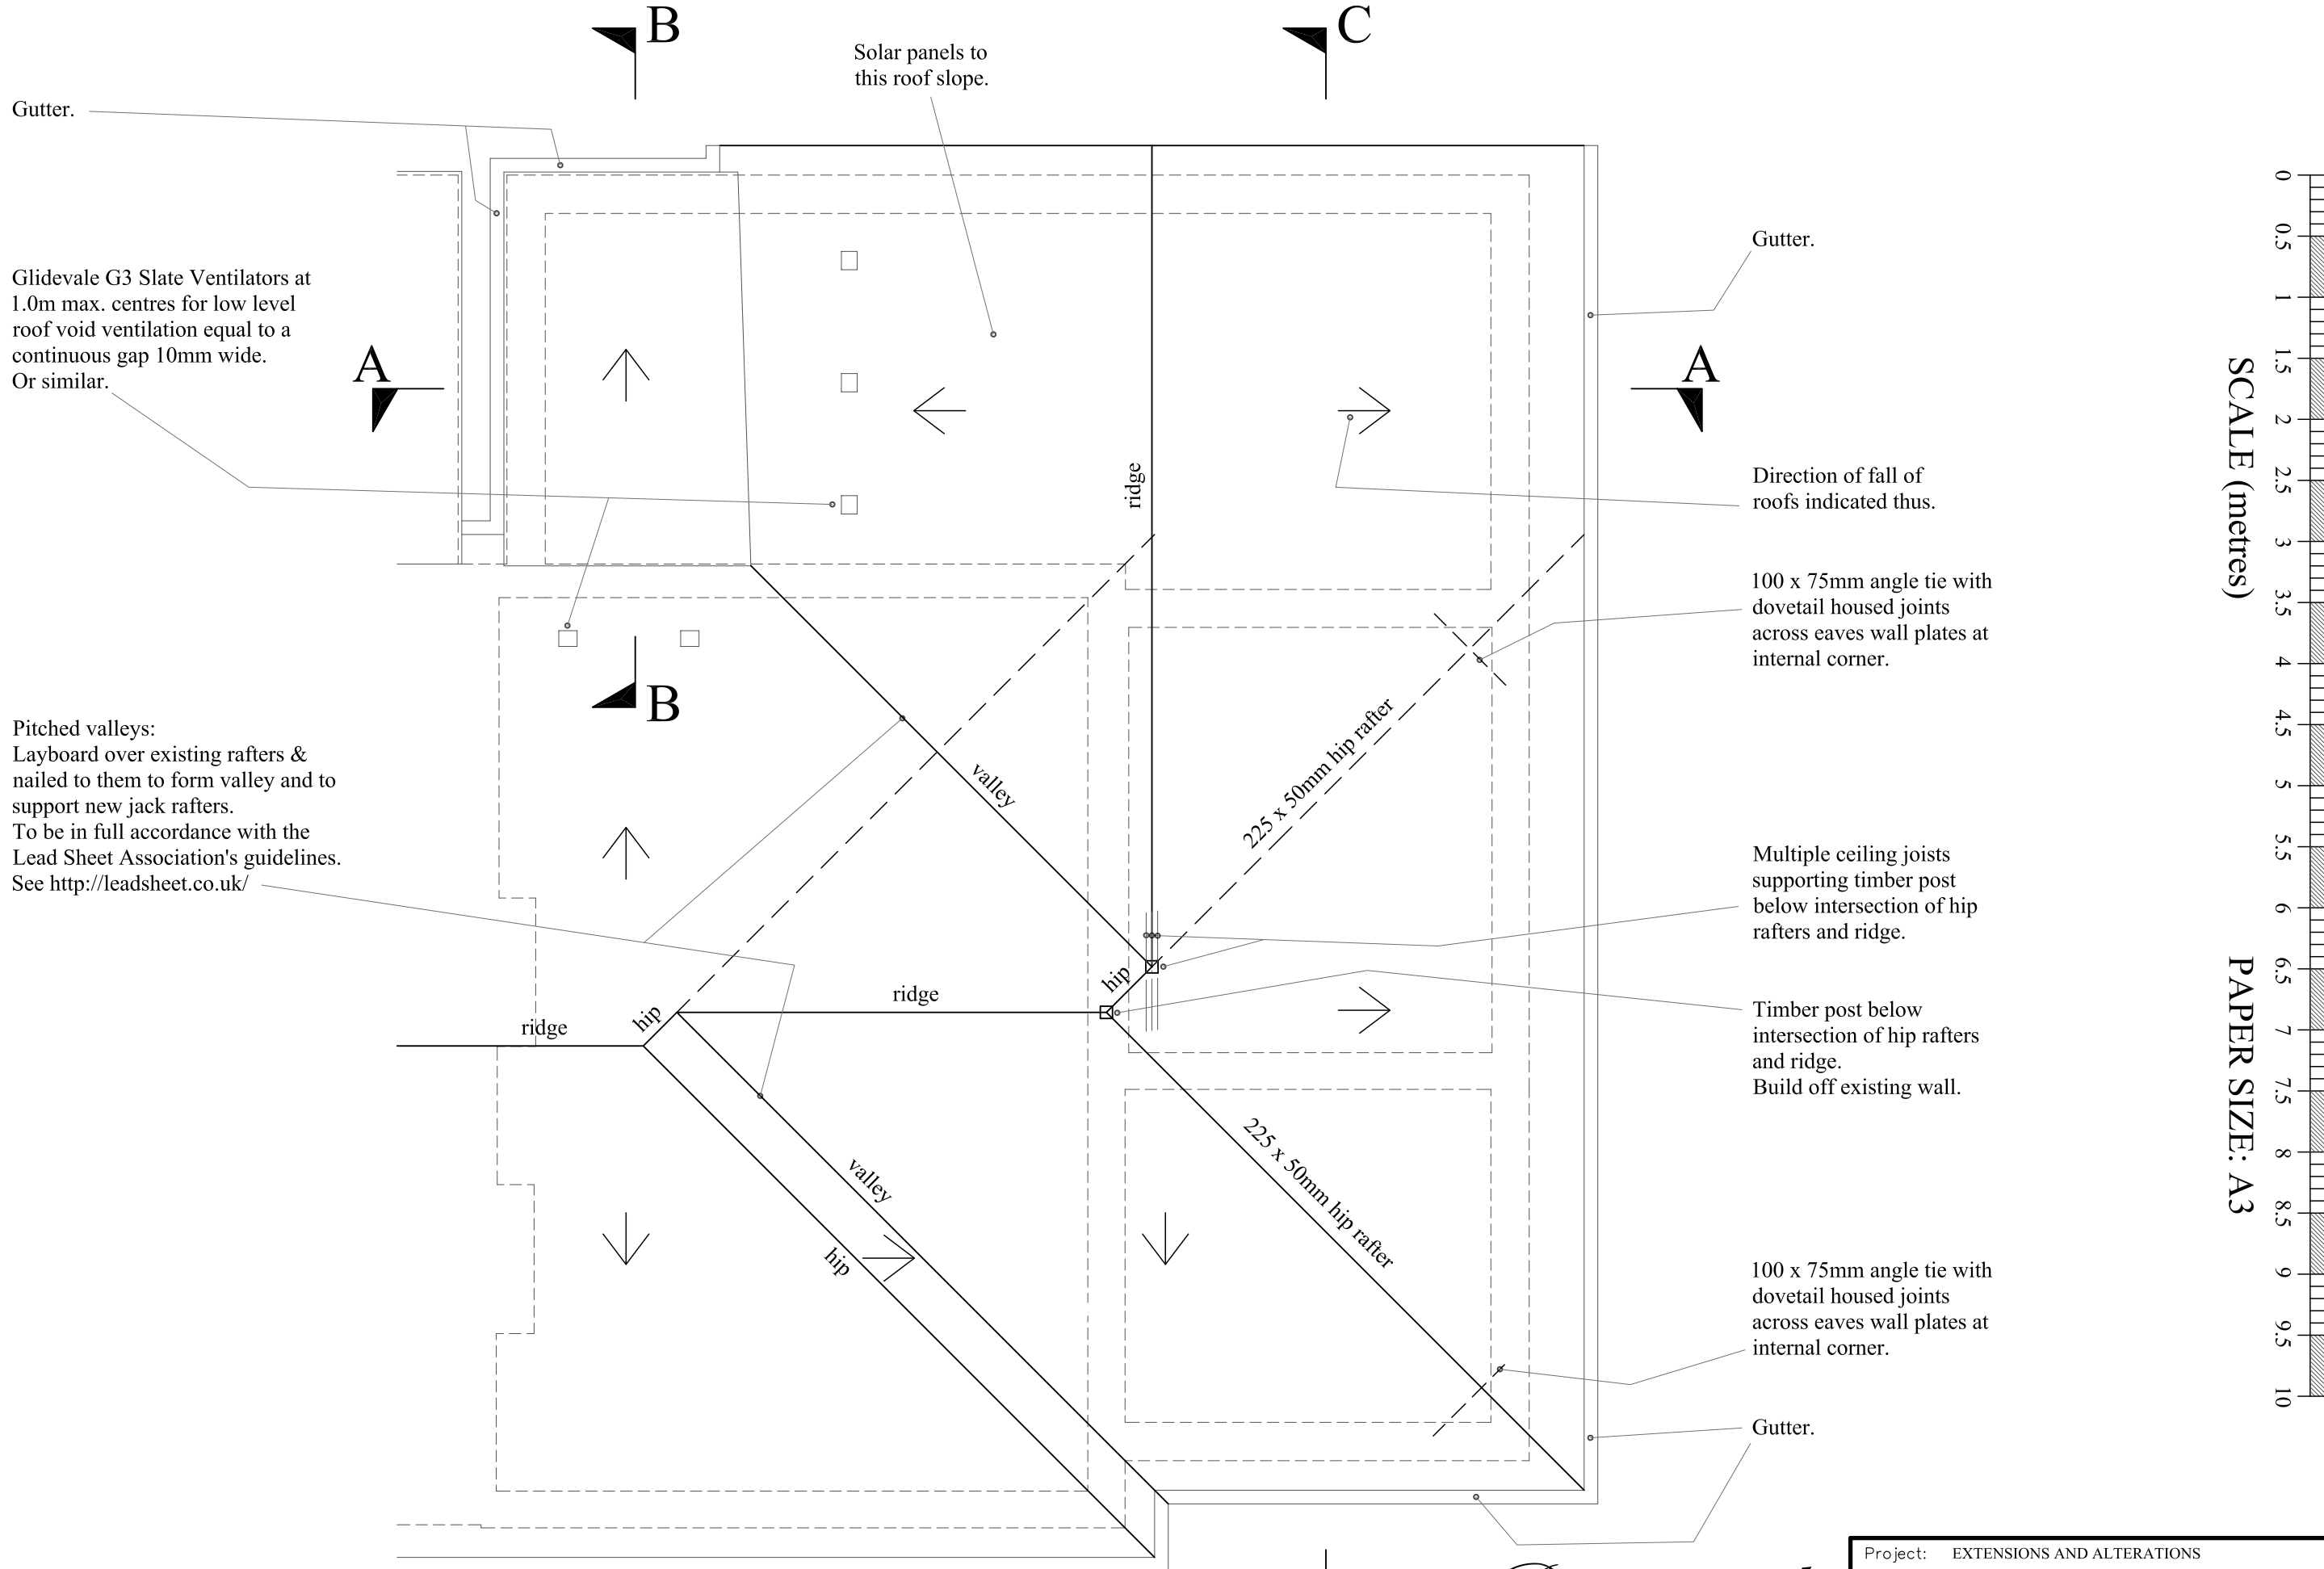 B
C
Solar panels to
this roof slope.
Gutter.
Gutter.
Glidevale G3 Slate Ventilators at
1.0m max. centres for low level
roof void ventilation equal to a
continuous gap 10mm wide.
Or similar.
A
A
ridge
Direction of fall of
roofs indicated thus.
100 x 75mm angle tie with
dovetail housed joints
across eaves wall plates at
internal corner.
B
Pitched valleys:
Layboard over existing rafters &
nailed to them to form valley and to
support new jack rafters.
To be in full accordance with the
Lead Sheet Association's guidelines.
See http://leadsheet.co.uk/
valley
225 x 50mm hip rafter
Multiple ceiling joists
supporting timber post
below intersection of hip
rafters and ridge.
hip
ridge
hip
ridge
Timber post below
intersection of hip rafters
and ridge.
Build off existing wall.
valley
hip
225 x 50mm hip rafter
100 x 75mm angle tie with
dovetail housed joints
across eaves wall plates at
internal corner.
Gutter.
SCALE (metres)
PAPER SIZE: A3
0
0.5
1
1.5
2
2.5
3
3.5
4
4.5
5
5.5
6
6.5
7
7.5
8
8.5
9
9.5
10
Project: EXTENSIONS AND ALTERATIONS